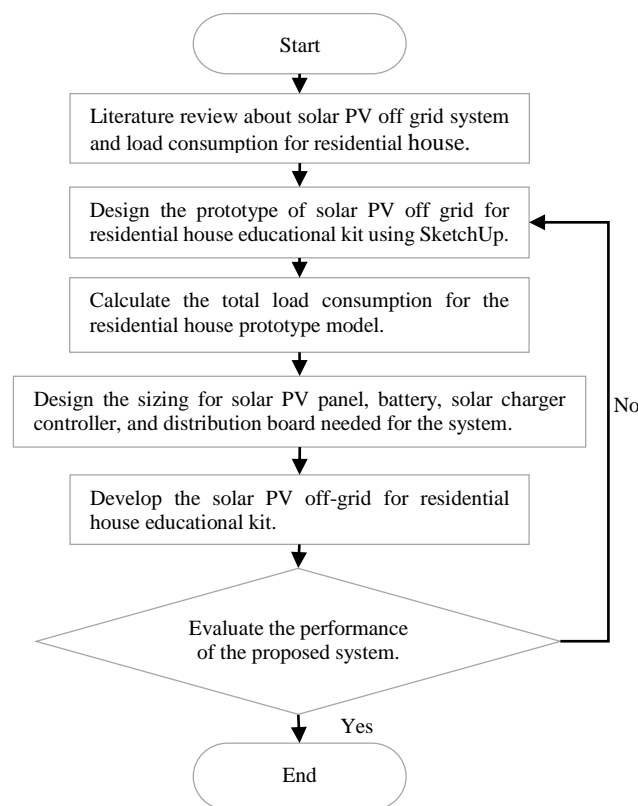 Start
Literature review about solar PV off grid system
and load consumption for residential house.
Design the prototype of solar PV off grid for
residential house educational kit using SketchUp.
Calculate the total load consumption for the
residential house prototype model.
Design the sizing for solar PV panel, battery, solar charger
controller, and distribution board needed for the system.
No
Develop the solar PV off-grid for residential
house educational kit.
Evaluate the performance
of the proposed system.
Yes
End